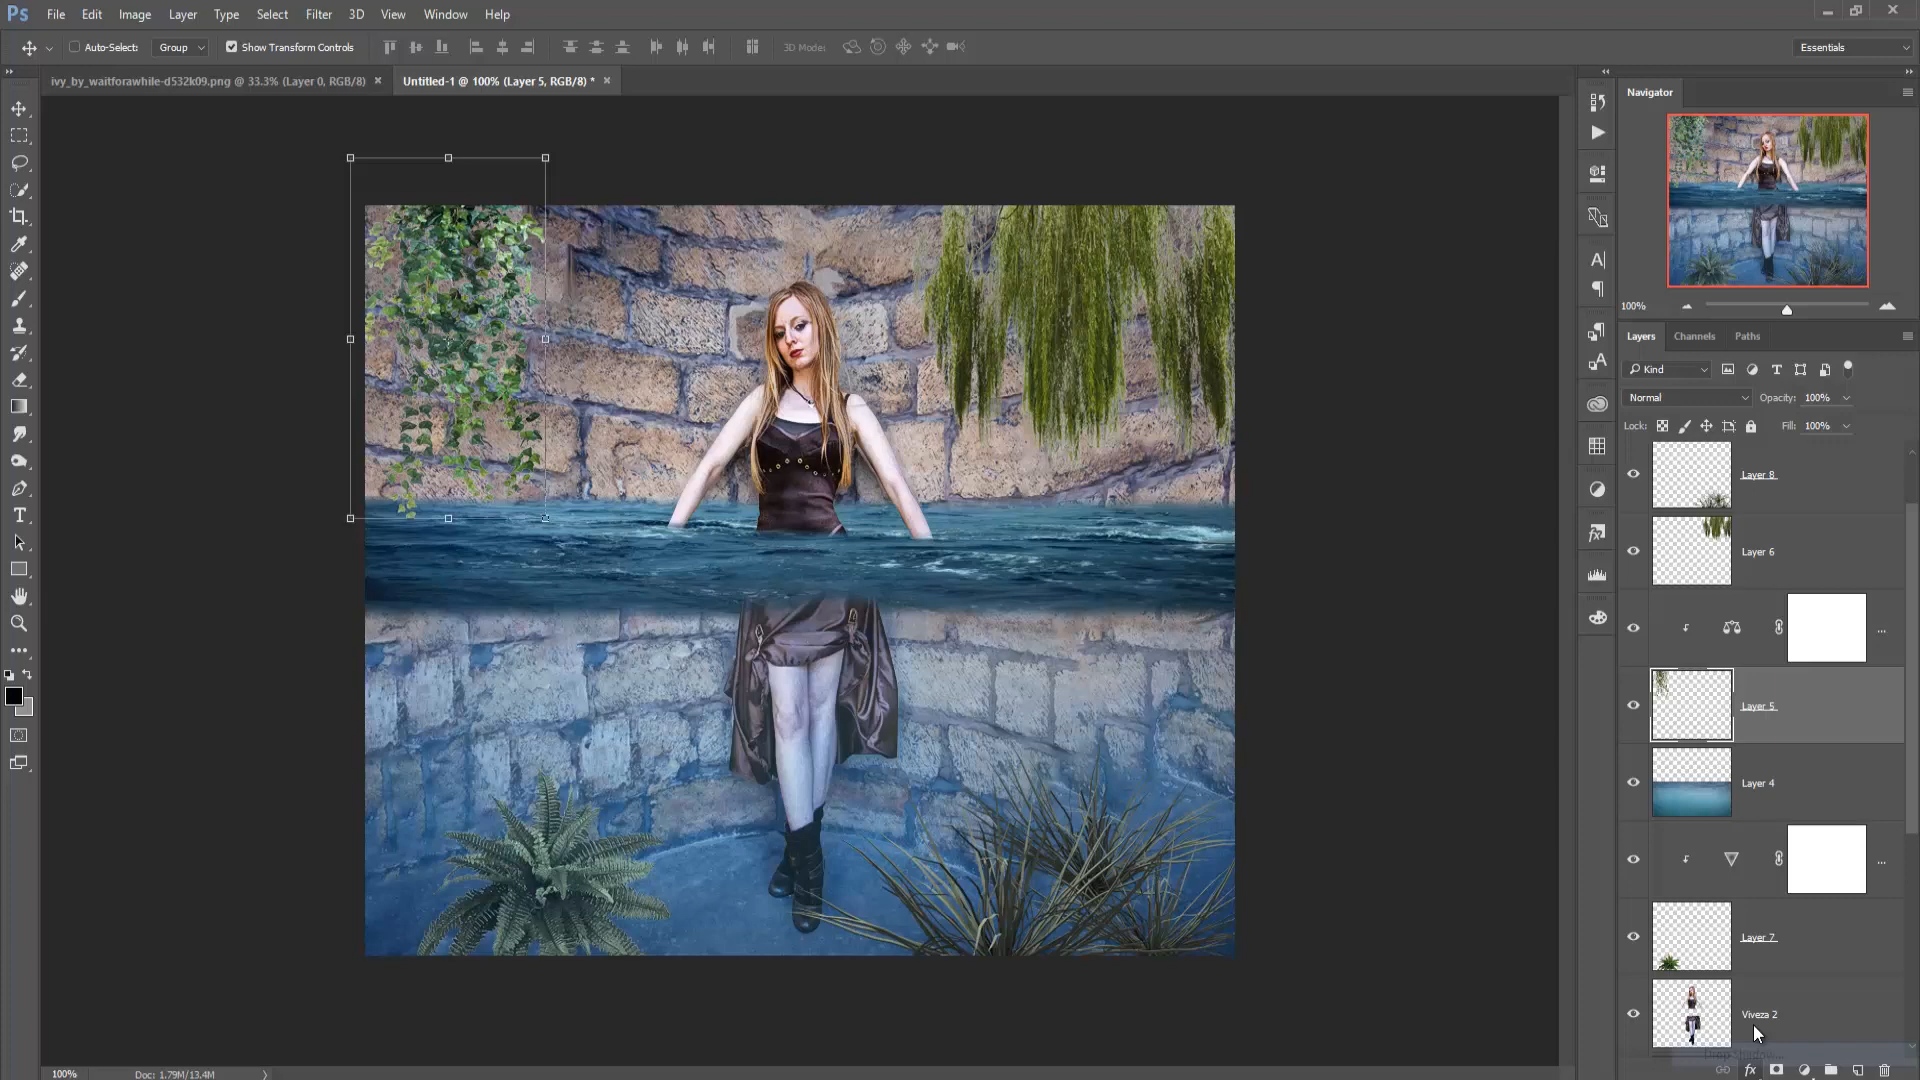 Ps File Edit Image Layer Type Select Filter 3D View Window Help
Auto-Select: Group Show Transform Controls 3D Mode: Essentials
ivy_by_waitforawhile-d532k09.png @ 33.3% (Layer 0, RGB/8) × Untitled-1 @ 100% (Layer 5, RGB/8) * ×
Navigator
100%
Layers Channels Paths
Kind
Normal Opacity: 100%
Lock: Fill: 100%
Layer 8
Layer 6
...
Layer 5
Layer 4
...
Layer 7
Viveza 2
Drop Shadow...
fx
100% Doc: 1.79M/13.4M